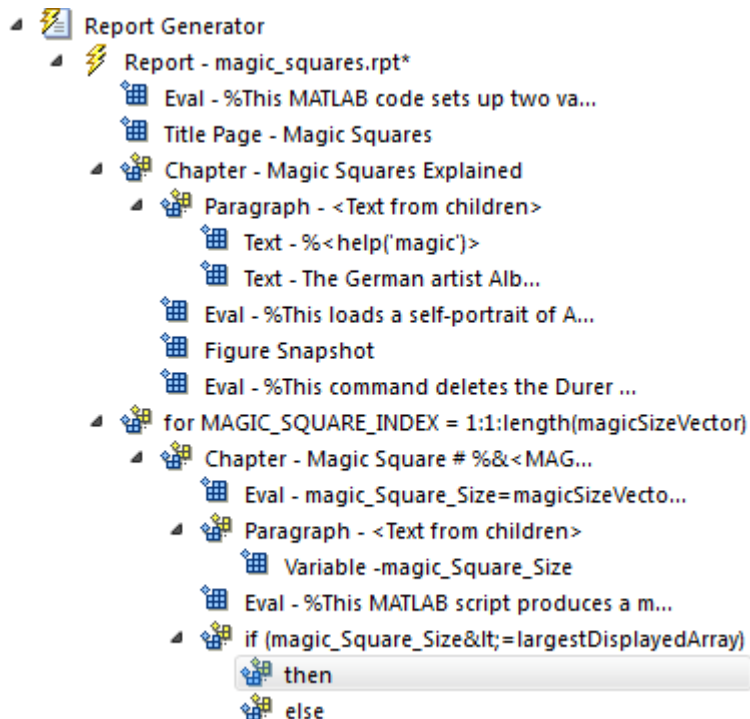 Report Generator
Report - magic_squares.rpt*
Eval - %This MATLAB code sets up two va...
Title Page - Magic Squares
Chapter - Magic Squares Explained
Paragraph - <Text from children>
Text - %<help('magic')>
Text - The German artist Alb...
Eval - %This loads a self-portrait of A...
Figure Snapshot
Eval - %This command deletes the Durer ...
for MAGIC_SQUARE_INDEX = 1:1:length(magicSizeVector)
Chapter - Magic Square # %&<MAG...
Eval - magic_Square_Size=magicSizeVecto...
Paragraph - <Text from children>
Variable -magic_Square_Size
Eval - %This MATLAB script produces a m...
if (magic_Square_Size&lt;=largestDisplayedArray)
then
else